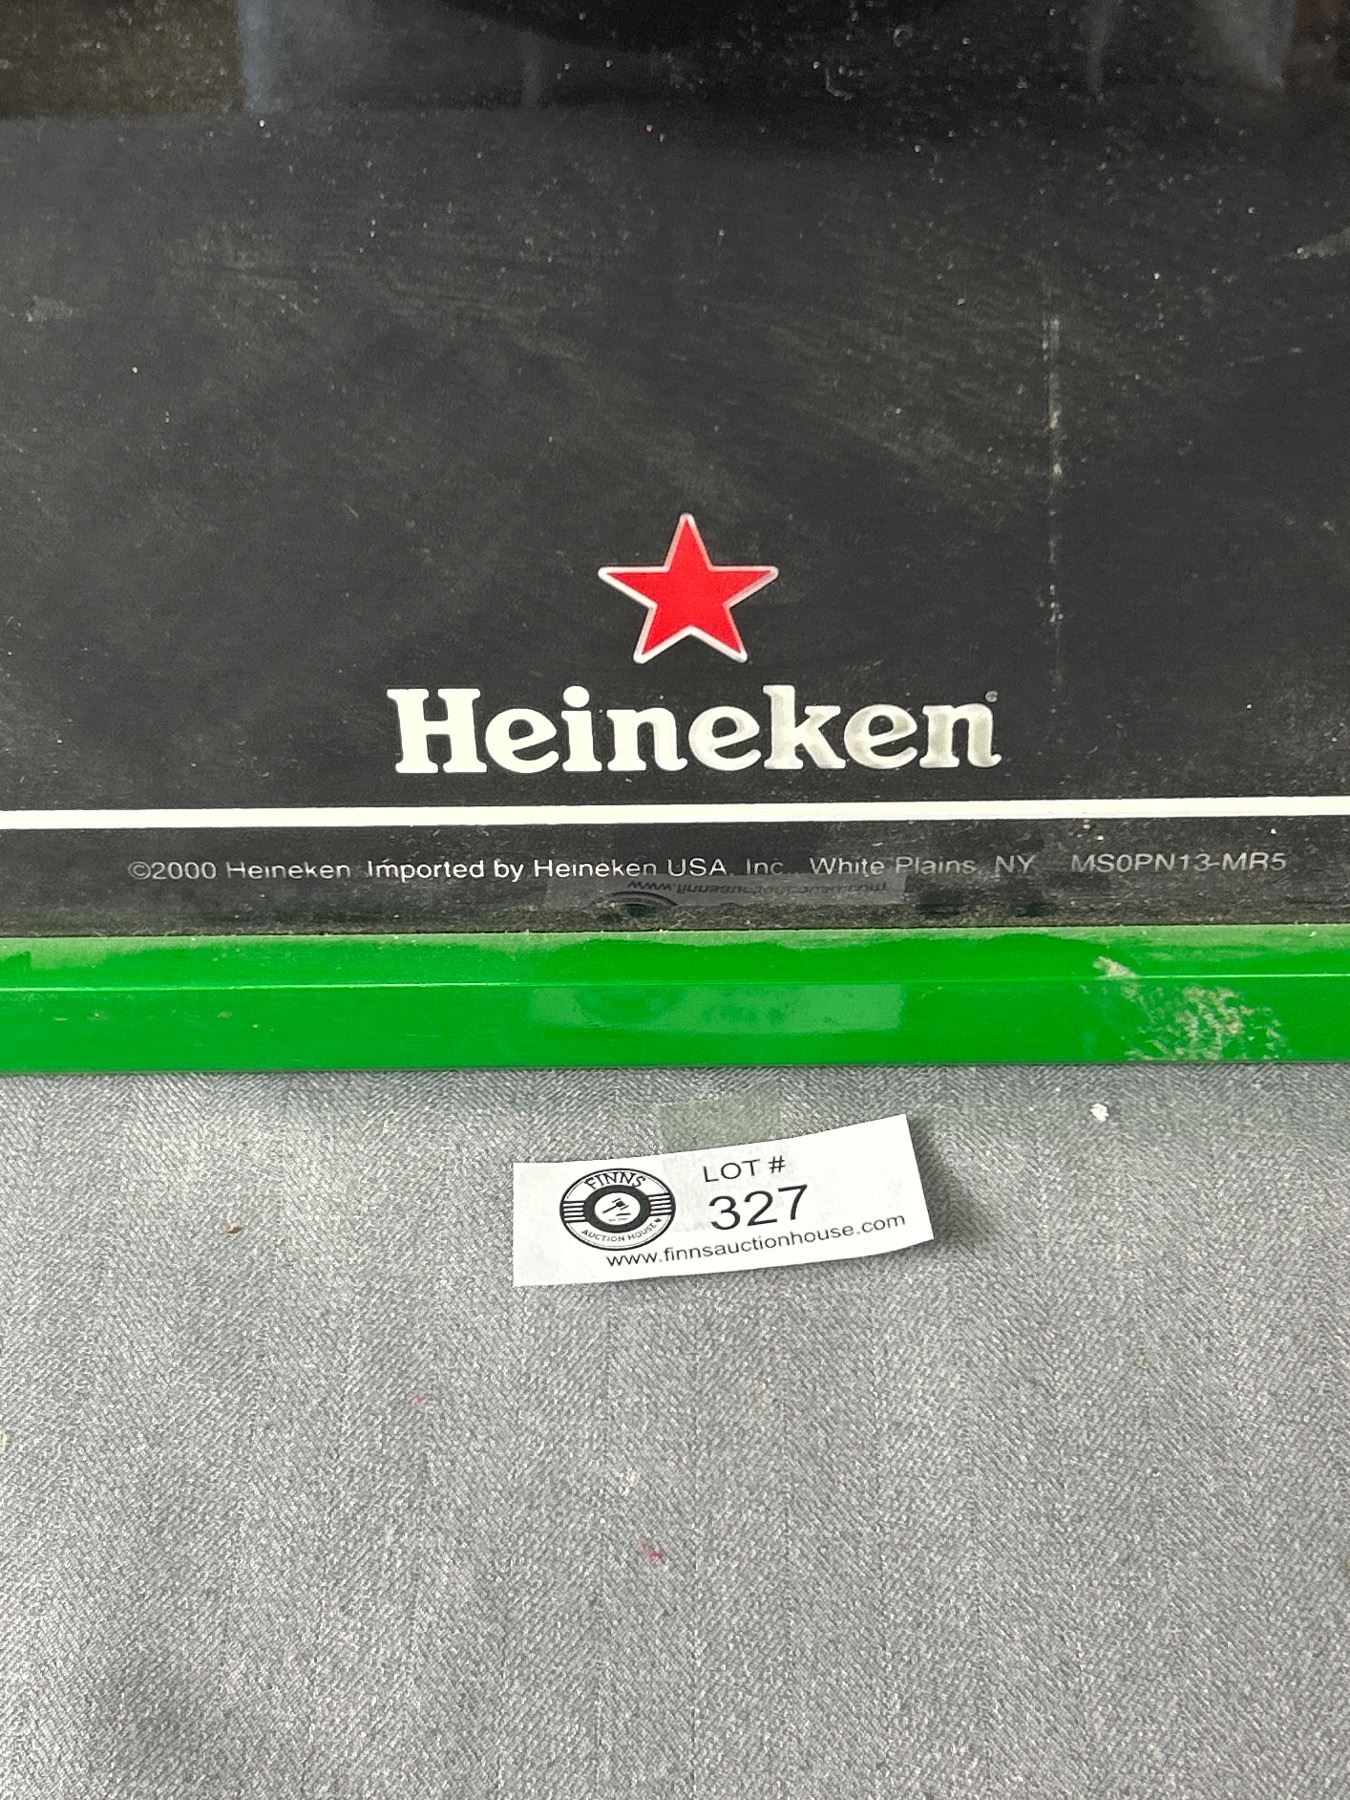 Heineken®
©2000 Heineken Imported by Heineken USA, Inc., White Plains, NY MS0PN13-MR5
FINNS
AUCTION HOUSE
LOT #
327
www.finnsauctionhouse.com